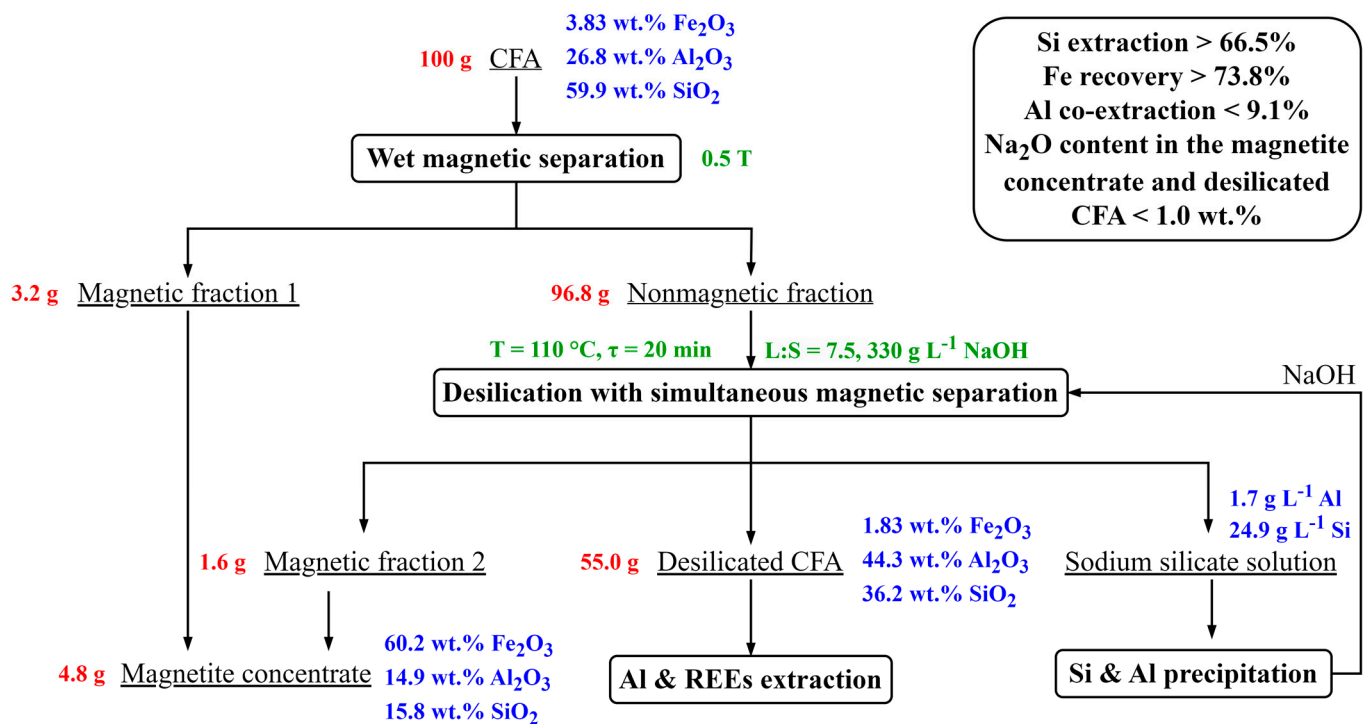 3.83 wt.% Fe₂O₃
100 g CFA 26.8 wt.% Al₂O₃
59.9 wt.% SiO₂
Si extraction > 66.5%
Fe recovery > 73.8%
Al co-extraction < 9.1%
Na₂O content in the magnetite
concentrate and desilicated
CFA < 1.0 wt.%
Wet magnetic separation 0.5 T
3.2 g Magnetic fraction 1
96.8 g Nonmagnetic fraction
T = 110 °C, τ = 20 min
L:S = 7.5, 330 g L⁻¹ NaOH
Desilication with simultaneous magnetic separation
NaOH
1.6 g Magnetic fraction 2
1.83 wt.% Fe₂O₃
55.0 g Desilicated CFA 44.3 wt.% Al₂O₃
36.2 wt.% SiO₂
1.7 g L⁻¹ Al
24.9 g L⁻¹ Si
Sodium silicate solution
60.2 wt.% Fe₂O₃
4.8 g Magnetite concentrate 14.9 wt.% Al₂O₃
15.8 wt.% SiO₂
Al & REEs extraction
Si & Al precipitation